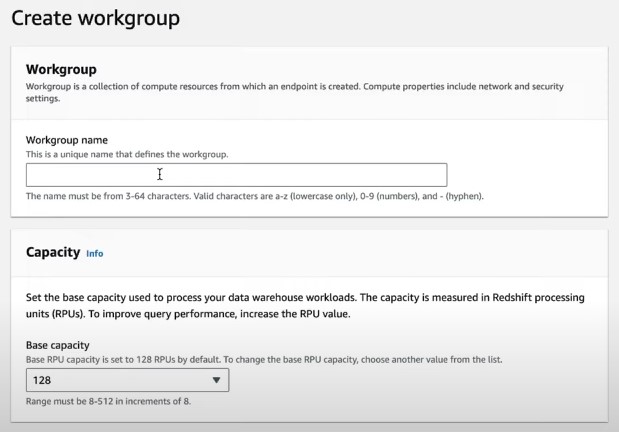 Create workgroup
Workgroup
Workgroup is a collection of compute resources from which an endpoint is created. Compute properties include network and security
settings.
Workgroup name
This is a unique name that defines the workgroup.
The name must be from 3-64 characters. Valid characters are a-z (lowercase only), 0-9 (numbers), and - (hyphen).
Capacity Info
Set the base capacity used to process your data warehouse workloads. The capacity is measured in Redshift processing
units (RPUs). To improve query performance, increase the RPU value.
Base capacity
Base RPU capacity is set to 128 RPUs by default. To change the base RPU capacity, choose another value from the list.
128
Range must be 8-512 in increments of 8.